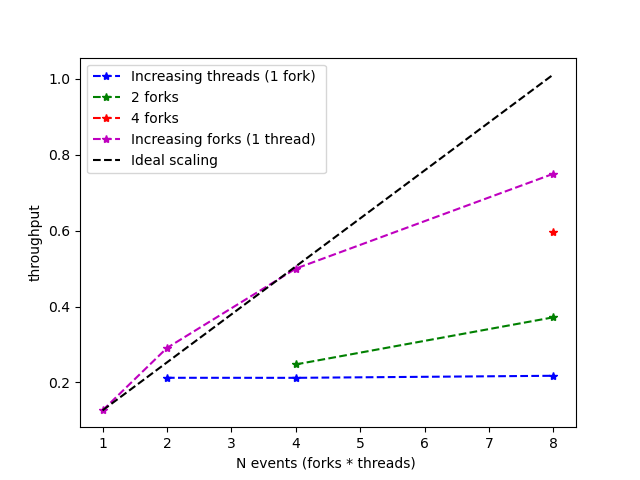 Increasing threads (1 fork)
2 forks
4 forks
Increasing forks (1 thread)
Ideal scaling
1.0
0.8
0.6
0.4
0.2
throughput
1 2 3 4 5 6 7 8
N events (forks * threads)